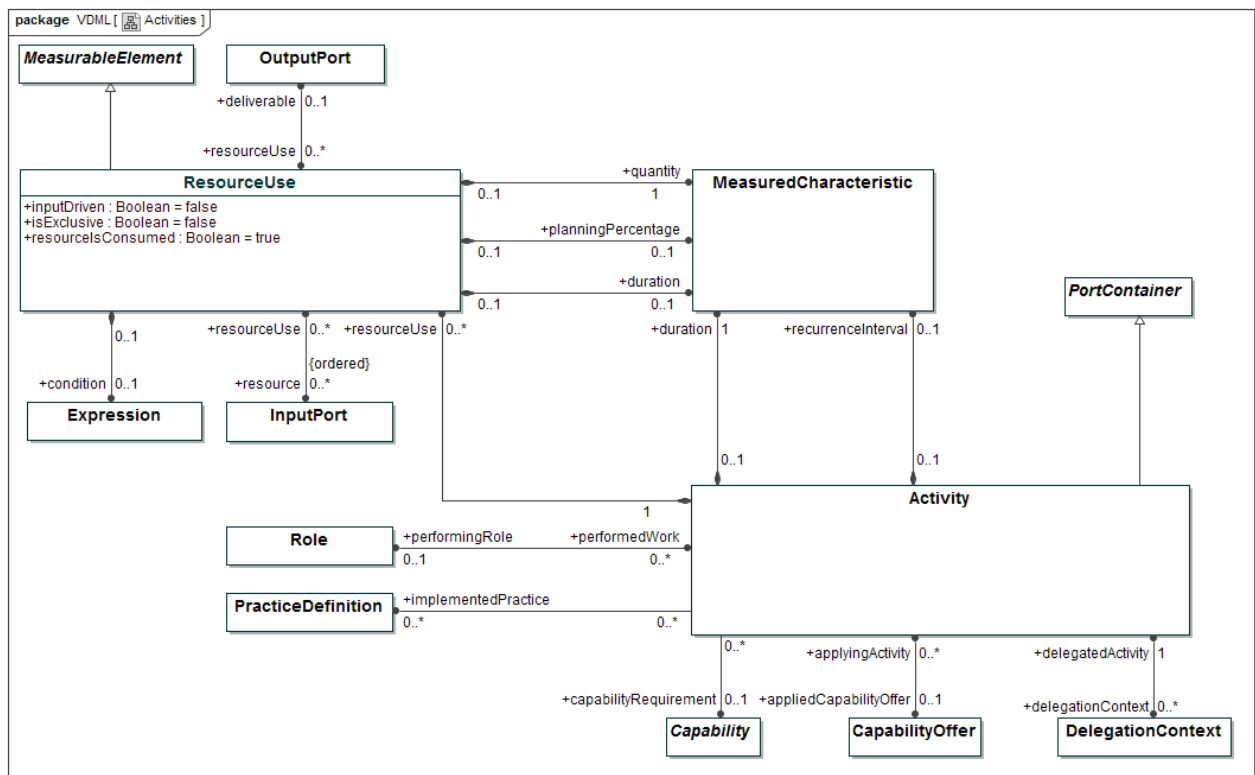 package VDML [ Activities ]
MeasurableElement
OutputPort
+deliverable 0..1
+resourceUse 0..*
ResourceUse
+inputDriven : Boolean = false
+isExclusive : Boolean = false
+resourceIsConsumed : Boolean = true
+quantity
0..1 1
+planningPercentage
0..1 0..1
+duration
0..1 0..1
MeasuredCharacteristic
PortContainer
0..1
+resourceUse 0..*
+resourceUse 0..*
+duration 1
+recurrenceInterval 0..1
{ordered}
+condition 0..1
+resource 0..*
Expression
InputPort
0..1
0..1
1
Activity
Role
+performingRole
+performedWork
0..1
0..*
PracticeDefinition
+implementedPractice
0..*
0..*
0..*
+applyingActivity 0..*
+delegatedActivity 1
+capabilityRequirement 0..1
+appliedCapabilityOffer 0..1
+delegationContext 0..*
Capability
CapabilityOffer
DelegationContext